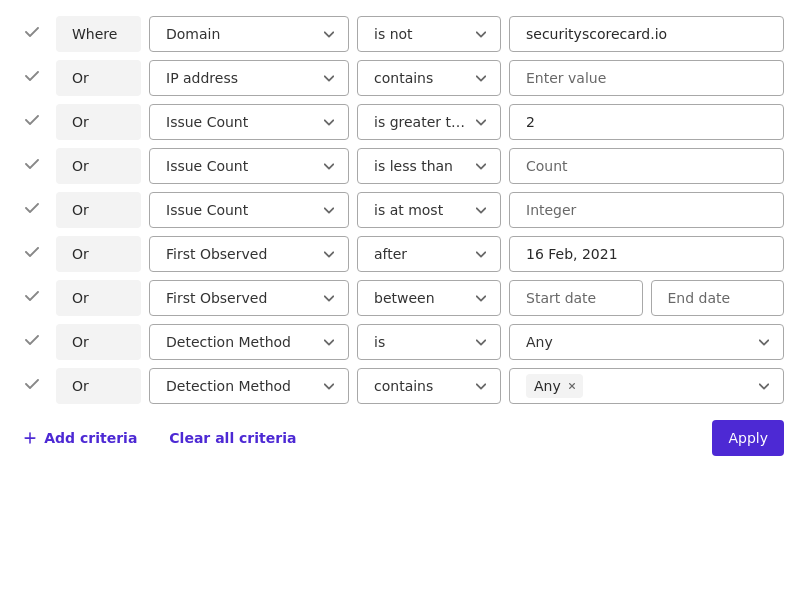 Where Domain is not securityscorecard.io
Or IP address contains Enter value
Or Issue Count is greater t... 2
Or Issue Count is less than Count
Or Issue Count is at most Integer
Or First Observed after 16 Feb, 2021
Or First Observed between Start date End date
Or Detection Method is Any
Or Detection Method contains Any ×
+ Add criteria Clear all criteria Apply